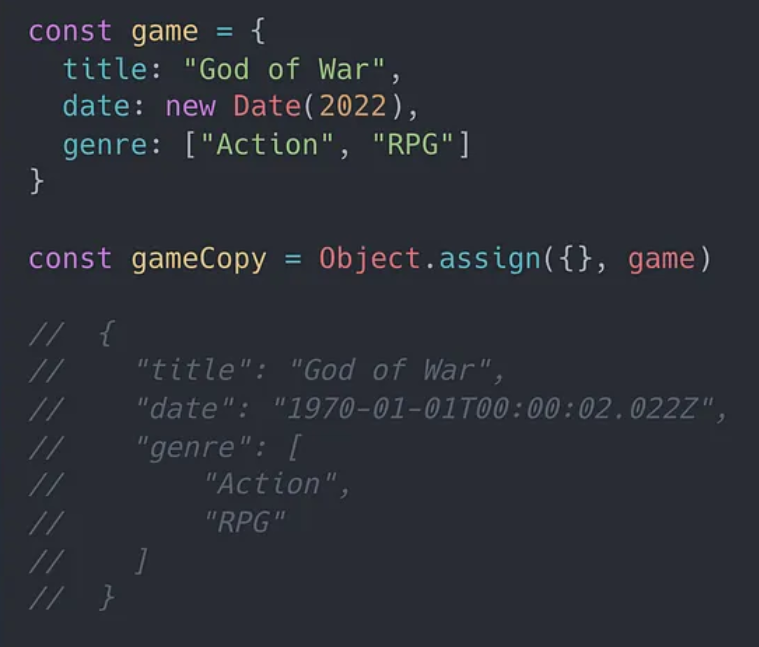 const game = {
  title: "God of War",
  date: new Date(2022),
  genre: ["Action", "RPG"]
}
const gameCopy = Object.assign({}, game)
//  {
//    "title": "God of War",
//    "date": "1970-01-01T00:00:02.022Z",
//    "genre": [
//        "Action",
//        "RPG"
//    ]
//  }